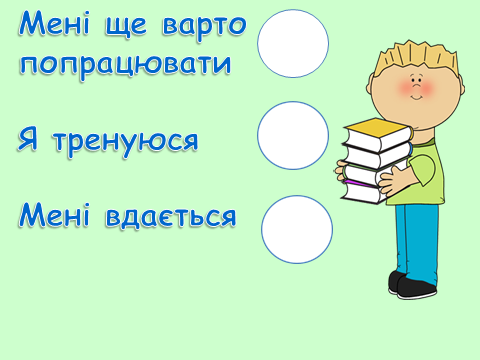 Мені ще варто
попрацювати
Я тренуюся
Мені вдається